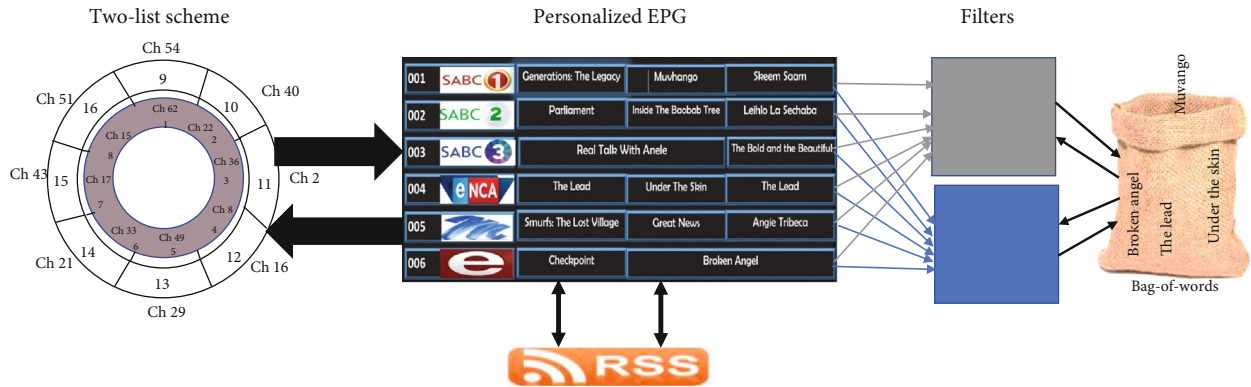 Two-list scheme
Personalized EPG
Filters
Ch 54
9
Ch 40
10
Ch 51
16
Ch 62
1
Ch 22
2
Ch 15
8
Ch 36
3
Ch 43
15
Ch 17
7
11
Ch 2
Ch 8
4
Ch 33
6
Ch 49
5
14
12
Ch 21
13
Ch 16
Ch 29
001 SABC 1 Generations: The Legacy Muvhango Skeem Saam
002 SABC 2 Parliament Inside The Baobab Tree Leihlo La Sechaba
003 SABC 3 Real Talk With Anele The Bold and the Beautiful
004 eNCA The Lead Under The Skin The Lead
005 Smurfs: The Lost Village Great News Angie Tribeca
006 e Checkpoint Broken Angel
RSS
Muvango
Broken angel
The lead
Under the skin
Bag-of-words